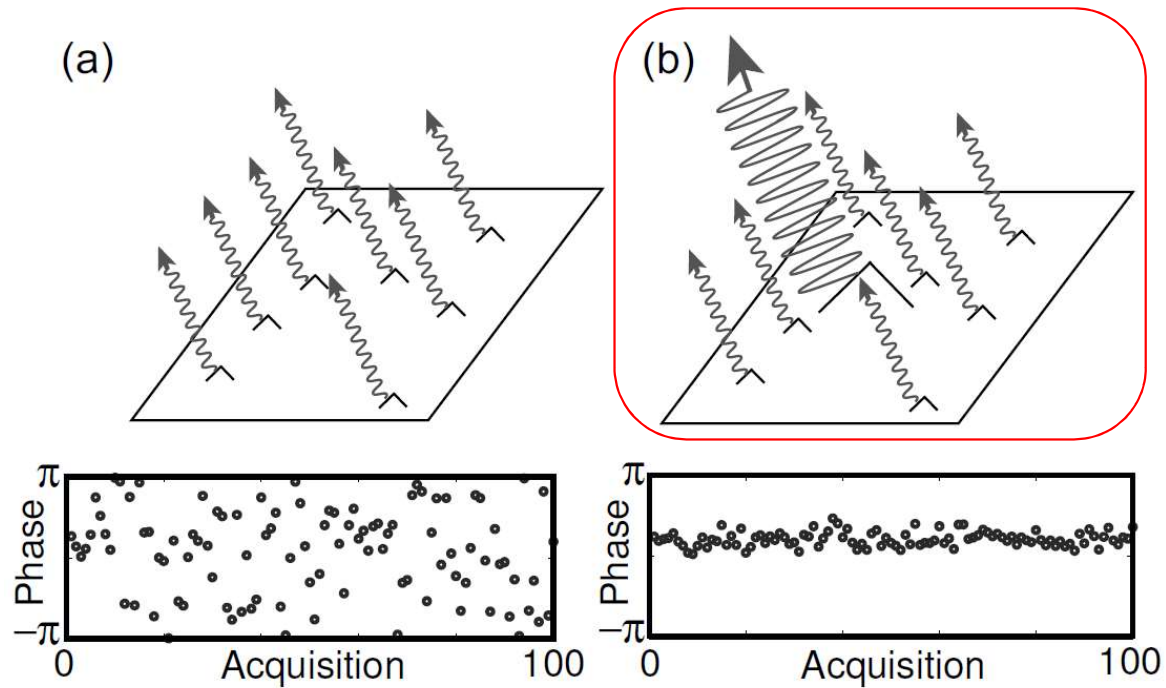 (a)
(b)
π
Phase
−π
0
Acquisition
100
π
Phase
−π
0
Acquisition
100